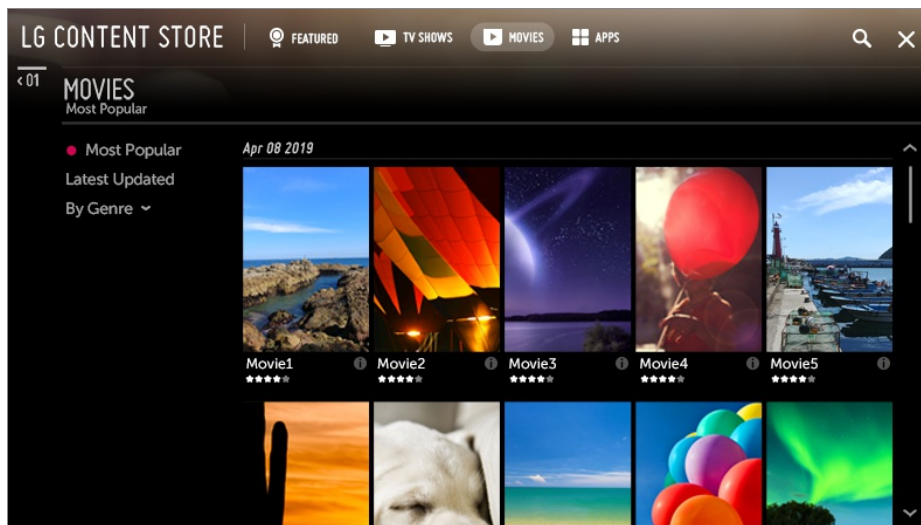 LG CONTENT STORE
FEATURED
TV SHOWS
MOVIES
APPS
<01
MOVIES
Most Popular
Most Popular
Latest Updated
By Genre
Apr 08 2019
Movie1
Movie2
Movie3
Movie4
Movie5